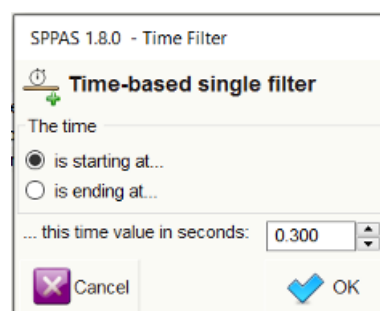 SPPAS 1.8.0 - Time Filter
Time-based single filter
The time
is starting at...
is ending at...
... this time value in seconds: 0.300
Cancel OK